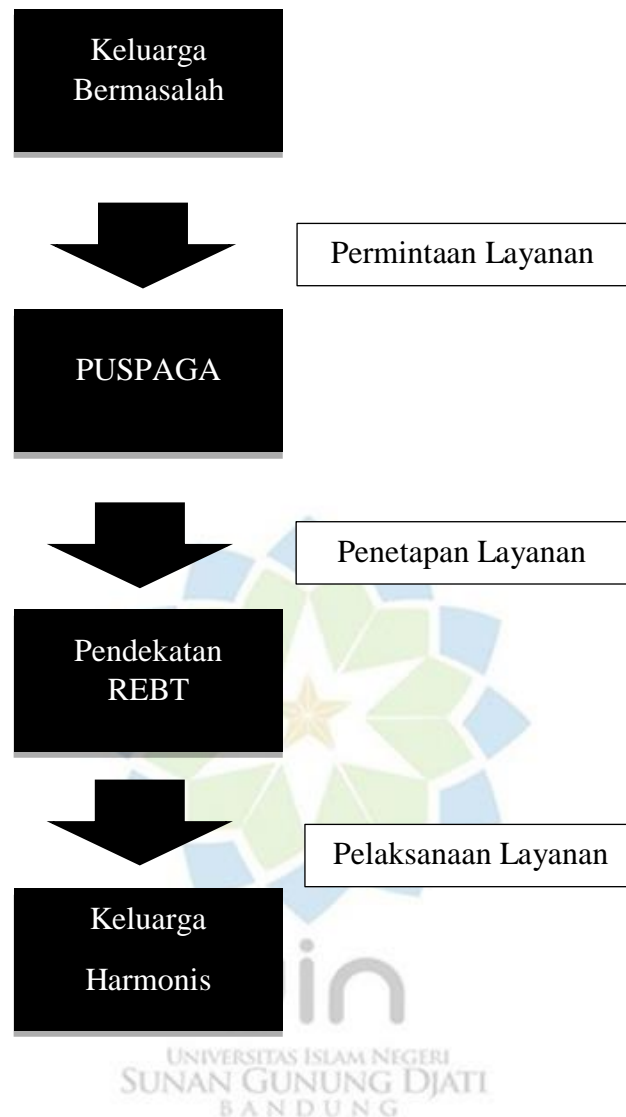 Keluarga
Bermasalah
Permintaan Layanan
PUSPAGA
Penetapan Layanan
Pendekatan
REBT
Pelaksanaan Layanan
Keluarga
Harmonis
uin
UNIVERSITAS ISLAM NEGERI
SUNAN GUNUNG DJATI
BANDUNG